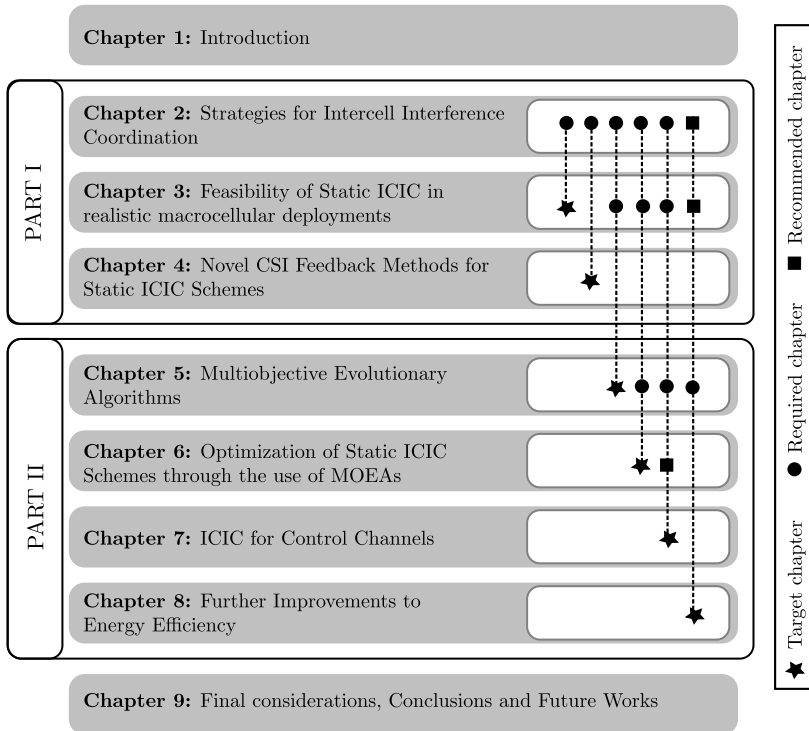 Chapter 1: Introduction
PART I
Chapter 2: Strategies for Intercell Interference
Coordination
Chapter 3: Feasibility of Static ICIC in
realistic macrocellular deployments
Chapter 4: Novel CSI Feedback Methods for
Static ICIC Schemes
PART II
Chapter 5: Multiobjective Evolutionary
Algorithms
Chapter 6: Optimization of Static ICIC
Schemes through the use of MOEAs
Chapter 7: ICIC for Control Channels
Chapter 8: Further Improvements to
Energy Efficiency
Chapter 9: Final considerations, Conclusions and Future Works
Target chapter
Required chapter
Recommended chapter